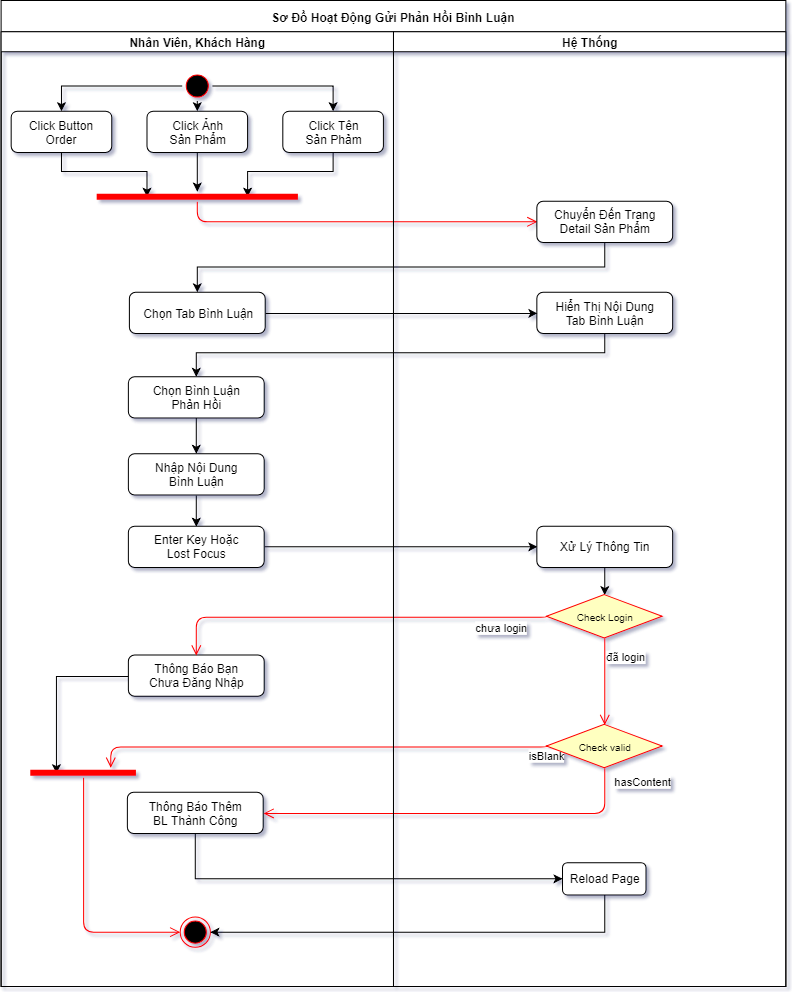 Sơ Đồ Hoạt Động Gửi Phản Hồi Bình Luận
Nhân Viên, Khách Hàng
Hệ Thống
Click Button
Order
Click Ảnh
Sản Phẩm
Click Tên
Sản Phẩm
Chuyển Đến Trang
Detail Sản Phẩm
Chọn Tab Bình Luận
Hiển Thị Nội Dung
Tab Bình Luận
Chọn Bình Luận
Phản Hồi
Nhập Nội Dung
Bình Luận
Enter Key Hoặc
Lost Focus
Xử Lý Thông Tin
Check Login
chưa login
đã login
Thông Báo Bạn
Chưa Đăng Nhập
Check valid
isBlank
hasContent
Thông Báo Thêm
BL Thành Công
Reload Page